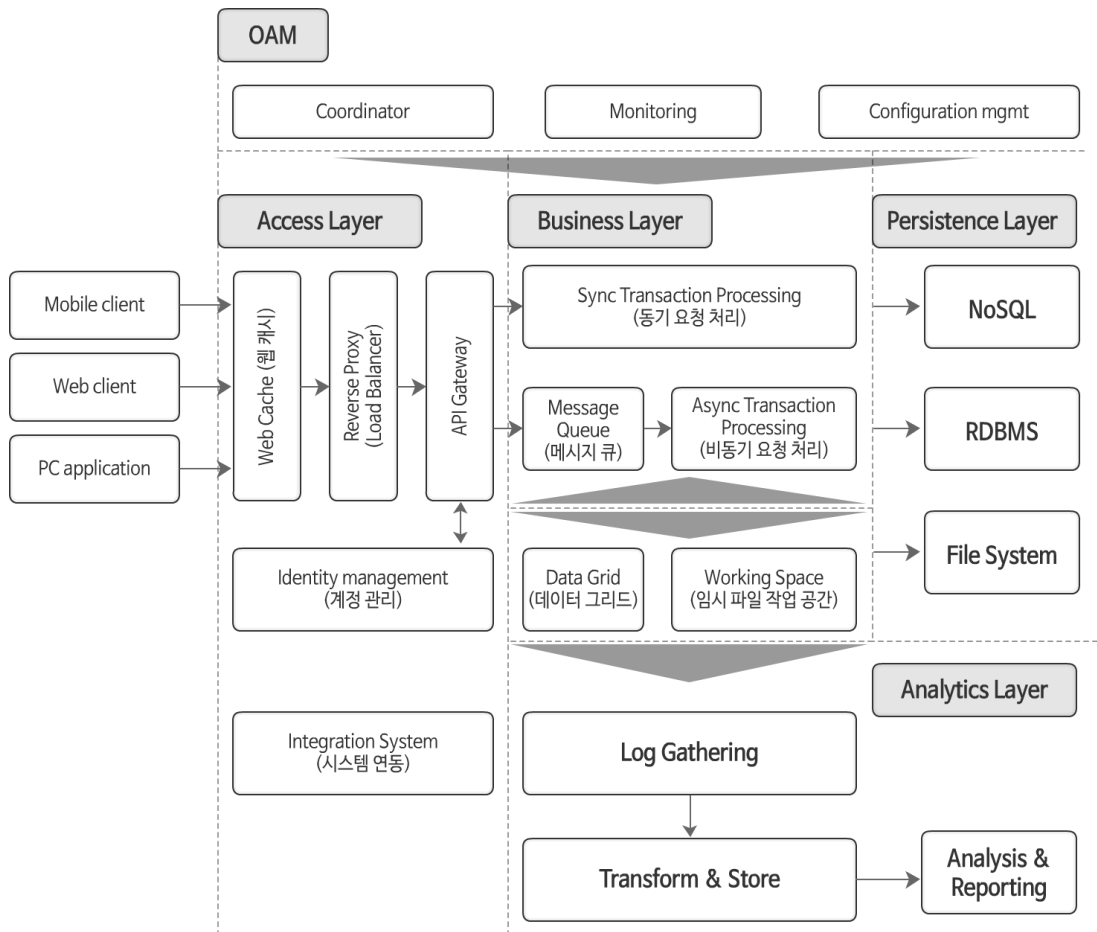 OAM
Coordinator
Monitoring
Configuration mgmt
Access Layer
Business Layer
Persistence Layer
Mobile client
Web client
PC application
Web Cache (웹 캐시)
Reverse Proxy
(Load Balancer)
API Gateway
Sync Transaction Processing
(동기 요청 처리)
NoSQL
Message
Queue
(메시지 큐)
Async Transaction
Processing
(비동기 요청 처리)
RDBMS
Identity management
(계정 관리)
Data Grid
(데이터 그리드)
Working Space
(임시 파일 작업 공간)
File System
Analytics Layer
Integration System
(시스템 연동)
Log Gathering
Transform & Store
Analysis &
Reporting